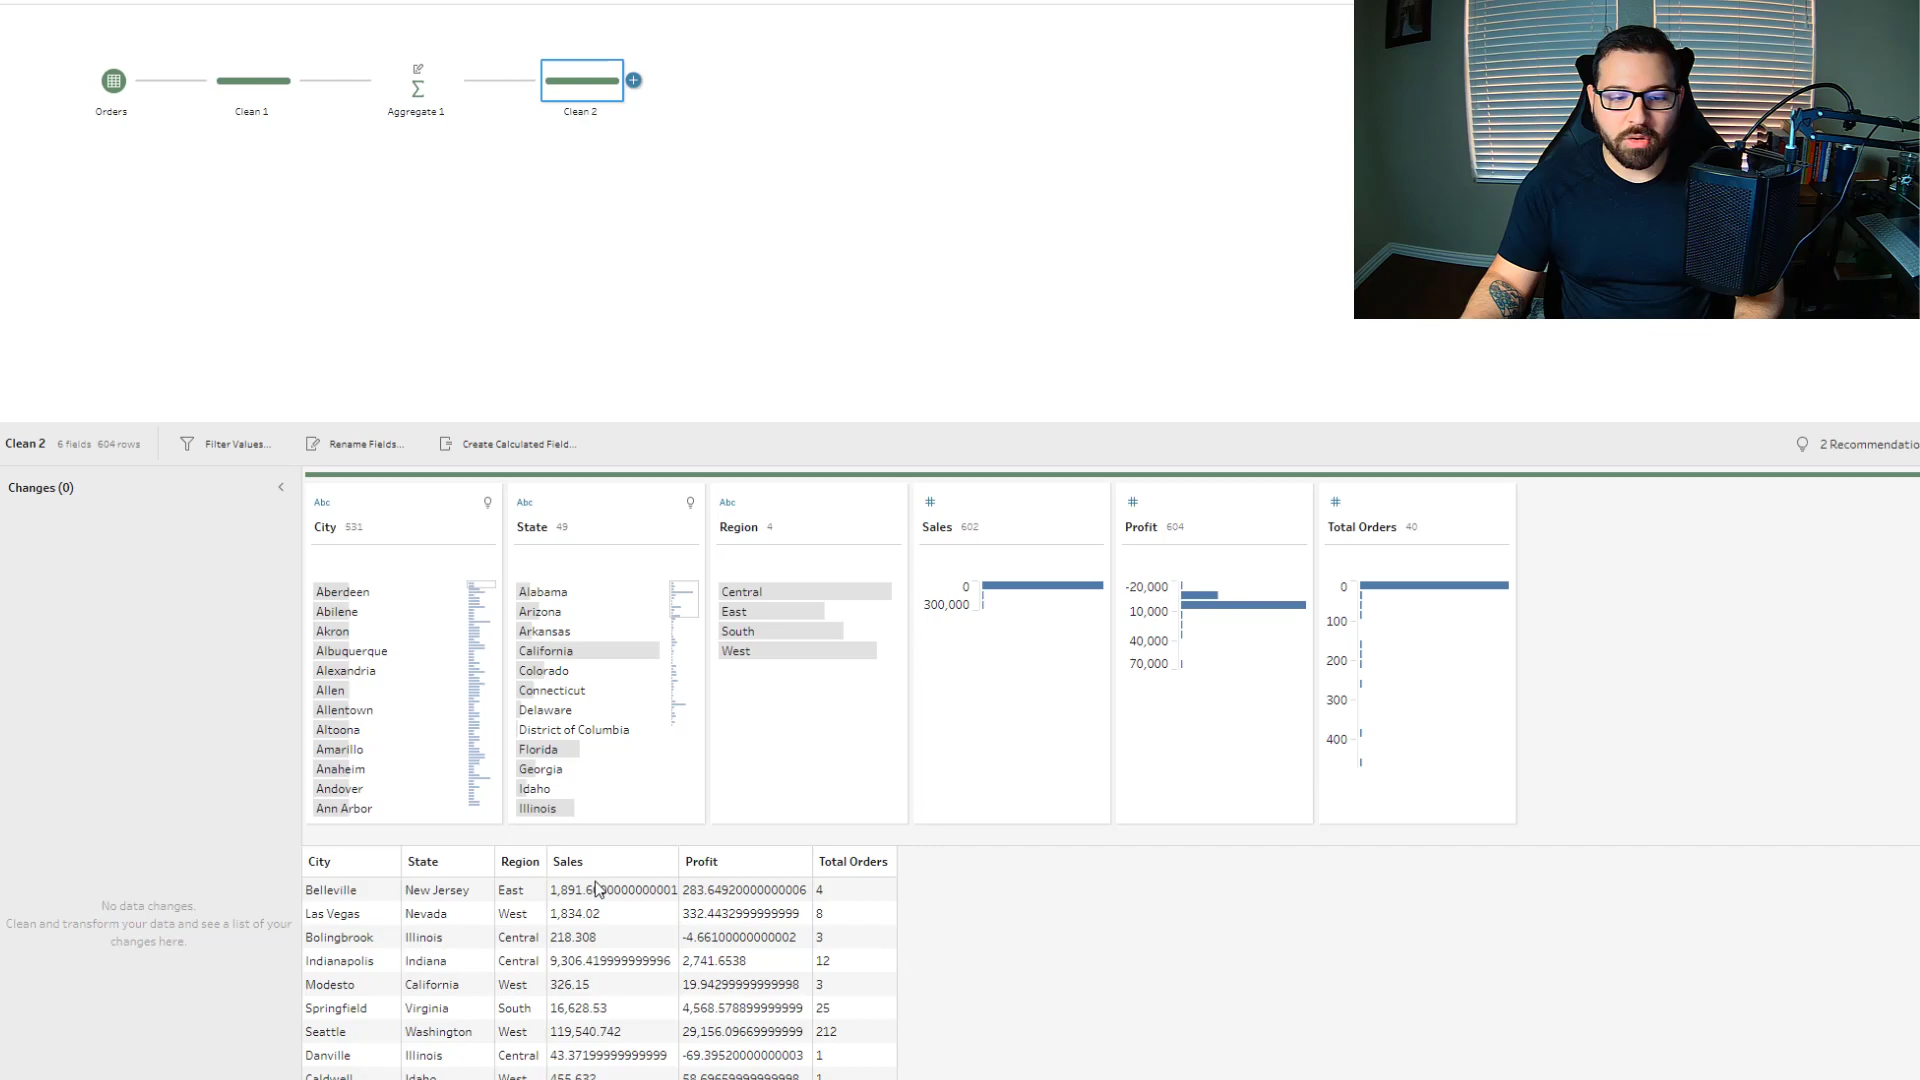 Orders
Clean 1
Aggregate 1
Clean 2
Clean 2 6 fields 604 rows
Filter Values...
Rename Fields...
Create Calculated Field...
2 Recommendatio
Changes (0)
No data changes.
Clean and transform your data and see a list of your
changes here.
Abc
City 531
Aberdeen
Abilene
Akron
Albuquerque
Alexandria
Allen
Allentown
Altoona
Amarillo
Anaheim
Andover
Ann Arbor
Abc
State 49
Alabama
Arizona
Arkansas
California
Colorado
Connecticut
Delaware
District of Columbia
Florida
Georgia
Idaho
Illinois
Abc
Region 4
Central
East
South
West
#
Sales 602
0
300,000
#
Profit 604
-20,000
10,000
40,000
70,000
#
Total Orders 40
0
100
200
300
400
City State Region Sales Profit Total Orders
Belleville New Jersey East 283.64920000000006 4
Las Vegas Nevada West 1,834.02 332.4432999999999 8
Bolingbrook Illinois Central 218.308 -4.66100000000002 3
Indianapolis Indiana Central 9,306.419999999996 2,741.6538 12
Modesto California West 326.15 19.94299999999998 3
Springfield Virginia South 16,628.53 4,568.578899999999 25
Seattle Washington West 119,540.742 29,156.09669999999 212
Danville Illinois Central 43.37199999999999 -69.39520000000003 1
Caldwell Idaho West 455.632 58.69659999999998 1